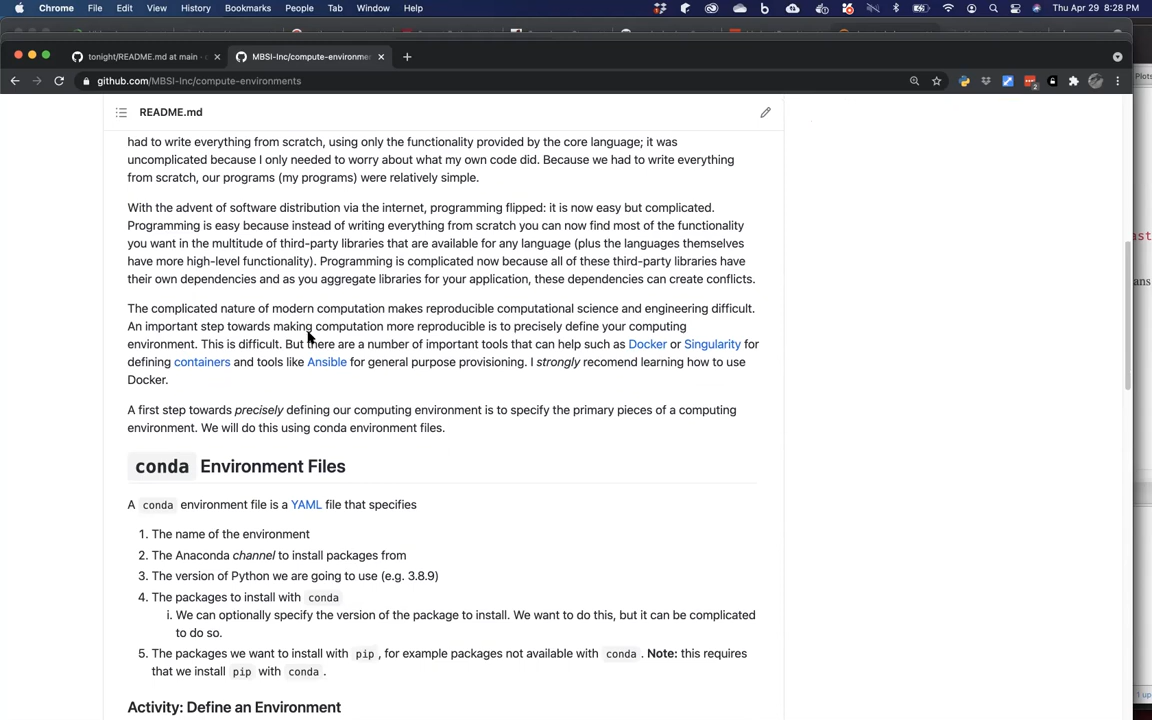 Chrome File Edit View History Bookmarks People Tab Window Help
Thu Apr 29 8:28 PM
tonight/README.md at main ·
MBSI-Inc/compute-environme
github.com/MBSI-Inc/compute-environments
2
Plots
README.md
had to write everything from scratch, using only the functionality provided by the core language; it was
uncomplicated because I only needed to worry about what my own code did. Because we had to write everything
from scratch, our programs (my programs) were relatively simple.
With the advent of software distribution via the internet, programming flipped: it is now easy but complicated.
Programming is easy because instead of writing everything from scratch you can now find most of the functionality
you want in the multitude of third-party libraries that are available for any language (plus the languages themselves
have more high-level functionality). Programming is complicated now because all of these third-party libraries have
their own dependencies and as you aggregate libraries for your application, these dependencies can create conflicts.
The complicated nature of modern computation makes reproducible computational science and engineering difficult.
An important step towards making computation more reproducible is to precisely define your computing
environment. This is difficult. But there are a number of important tools that can help such as Docker or Singularity for
defining containers and tools like Ansible for general purpose provisioning. I strongly recomend learning how to use
Docker.
A first step towards precisely defining our computing environment is to specify the primary pieces of a computing
environment. We will do this using conda environment files.
conda Environment Files
A conda environment file is a YAML file that specifies
1. The name of the environment
2. The Anaconda channel to install packages from
3. The version of Python we are going to use (e.g. 3.8.9)
4. The packages to install with conda
i. We can optionally specify the version of the package to install. We want to do this, but it can be complicated
to do so.
5. The packages we want to install with pip , for example packages not available with conda . Note: this requires
that we install pip with conda .
Activity: Define an Environment
ast
ans
1 up